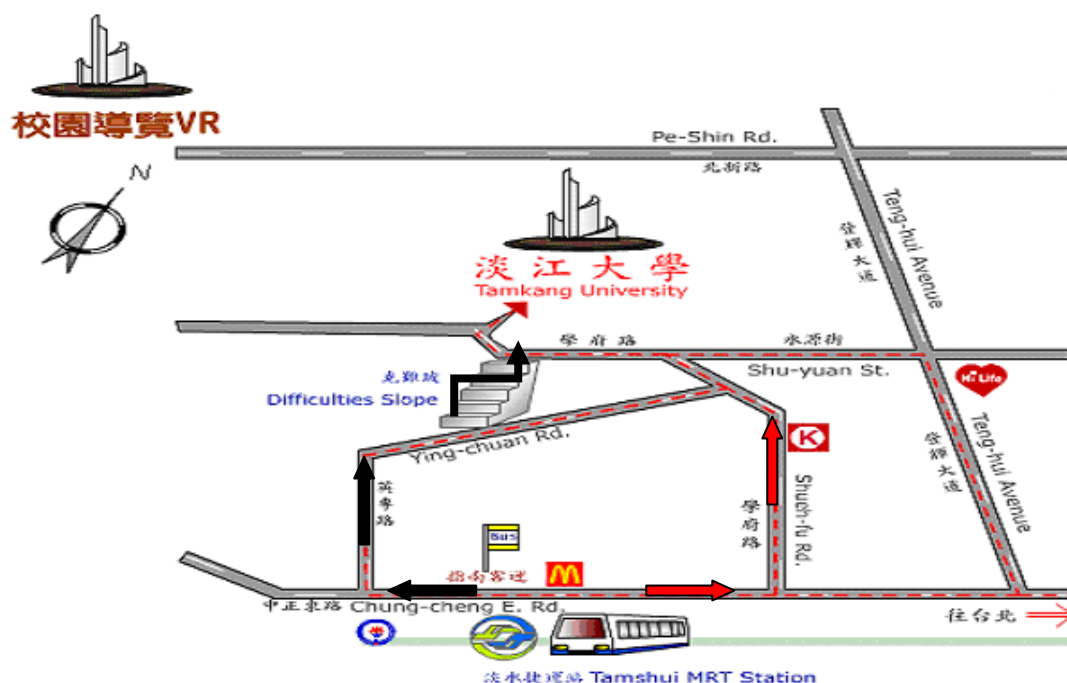 校園導覽VR
N
Pe-Shin Rd.
北新路
淡江大學
Tamkang University
Teng-hui Avenue
登輝大道
學府路
水源街
Shu-yuan St.
克難坡
Difficulties Slope
Hi Life
Ying-chuan Rd.
K
Teng-hui Avenue
登輝大道
英專路
學府路
Shueh-fu Rd.
BUS
指南客運
M
中正東路 Chung-cheng E. Rd.
往台北
淡水捷運站 Tamshui MRT Station